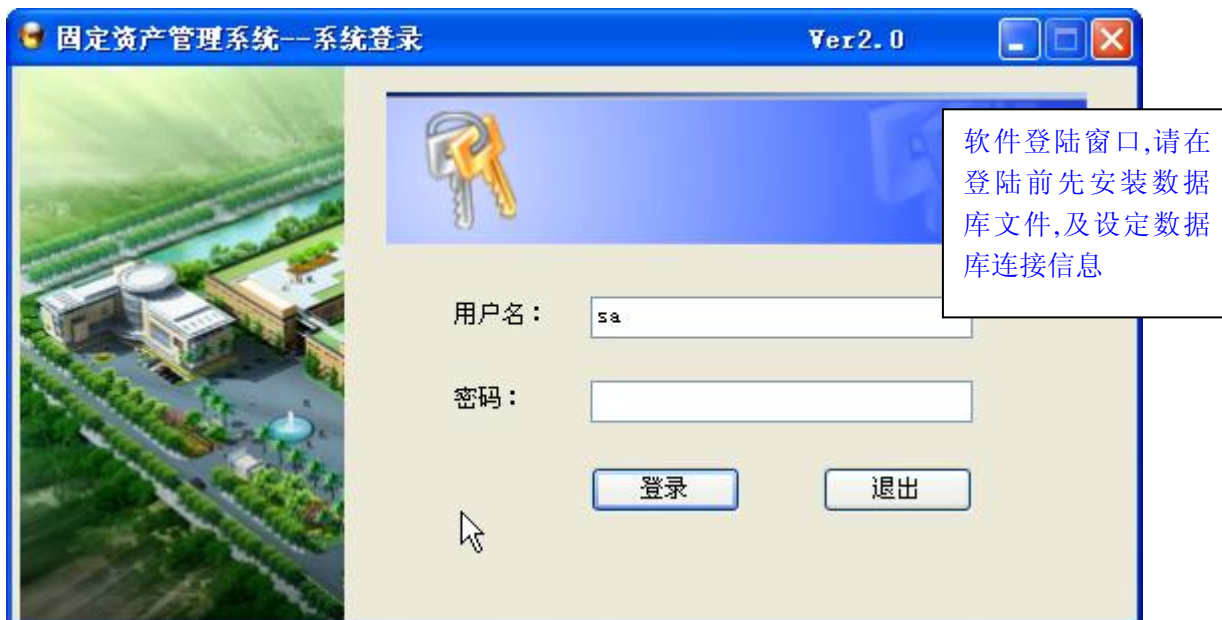 固定资产管理系统--系统登录 Ver2.0
软件登陆窗口,请在
登陆前先安装数据
库文件,及设定数据
库连接信息
用户名： sa
密码：
登录 退出